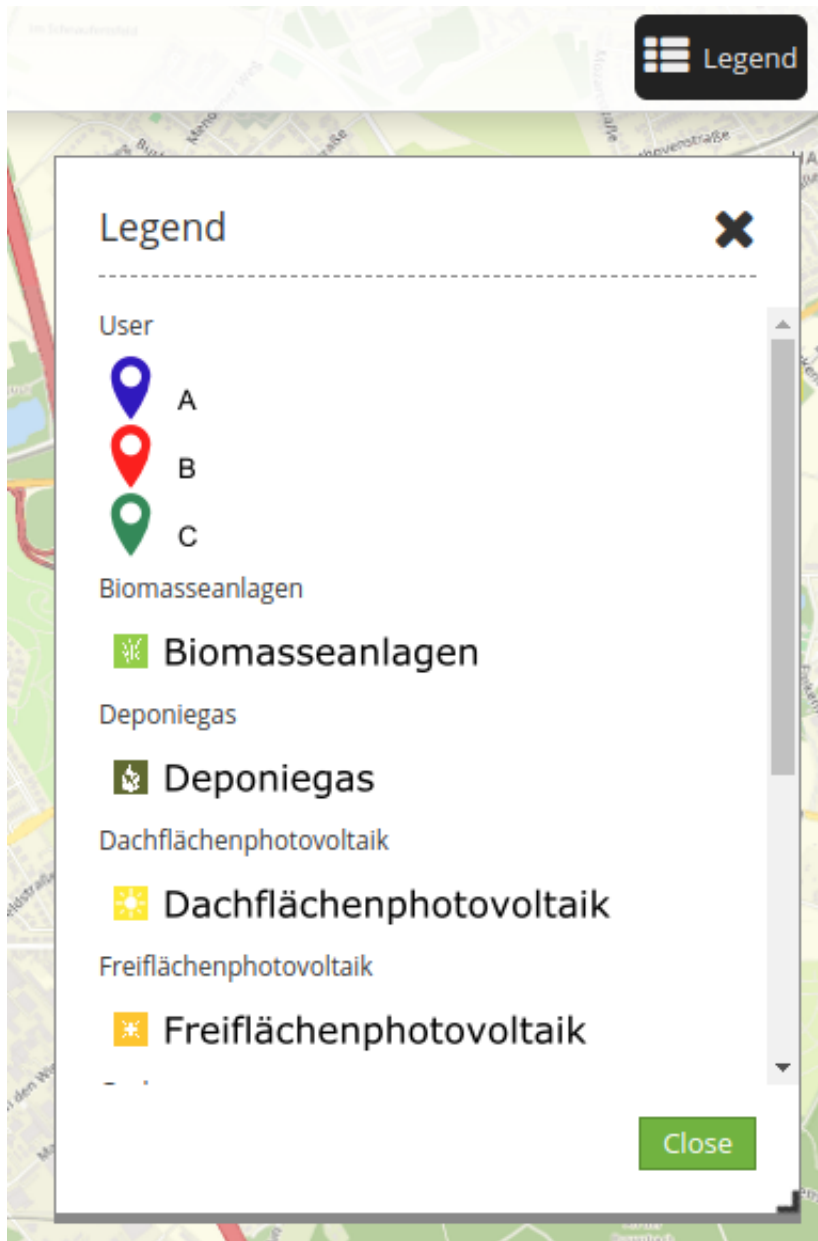 Legend
Legend
User
A
B
C
Biomasseanlagen
Biomasseanlagen
Deponiegas
Deponiegas
Dachflächenphotovoltaik
Dachflächenphotovoltaik
Freiflächenphotovoltaik
Freiflächenphotovoltaik
Close